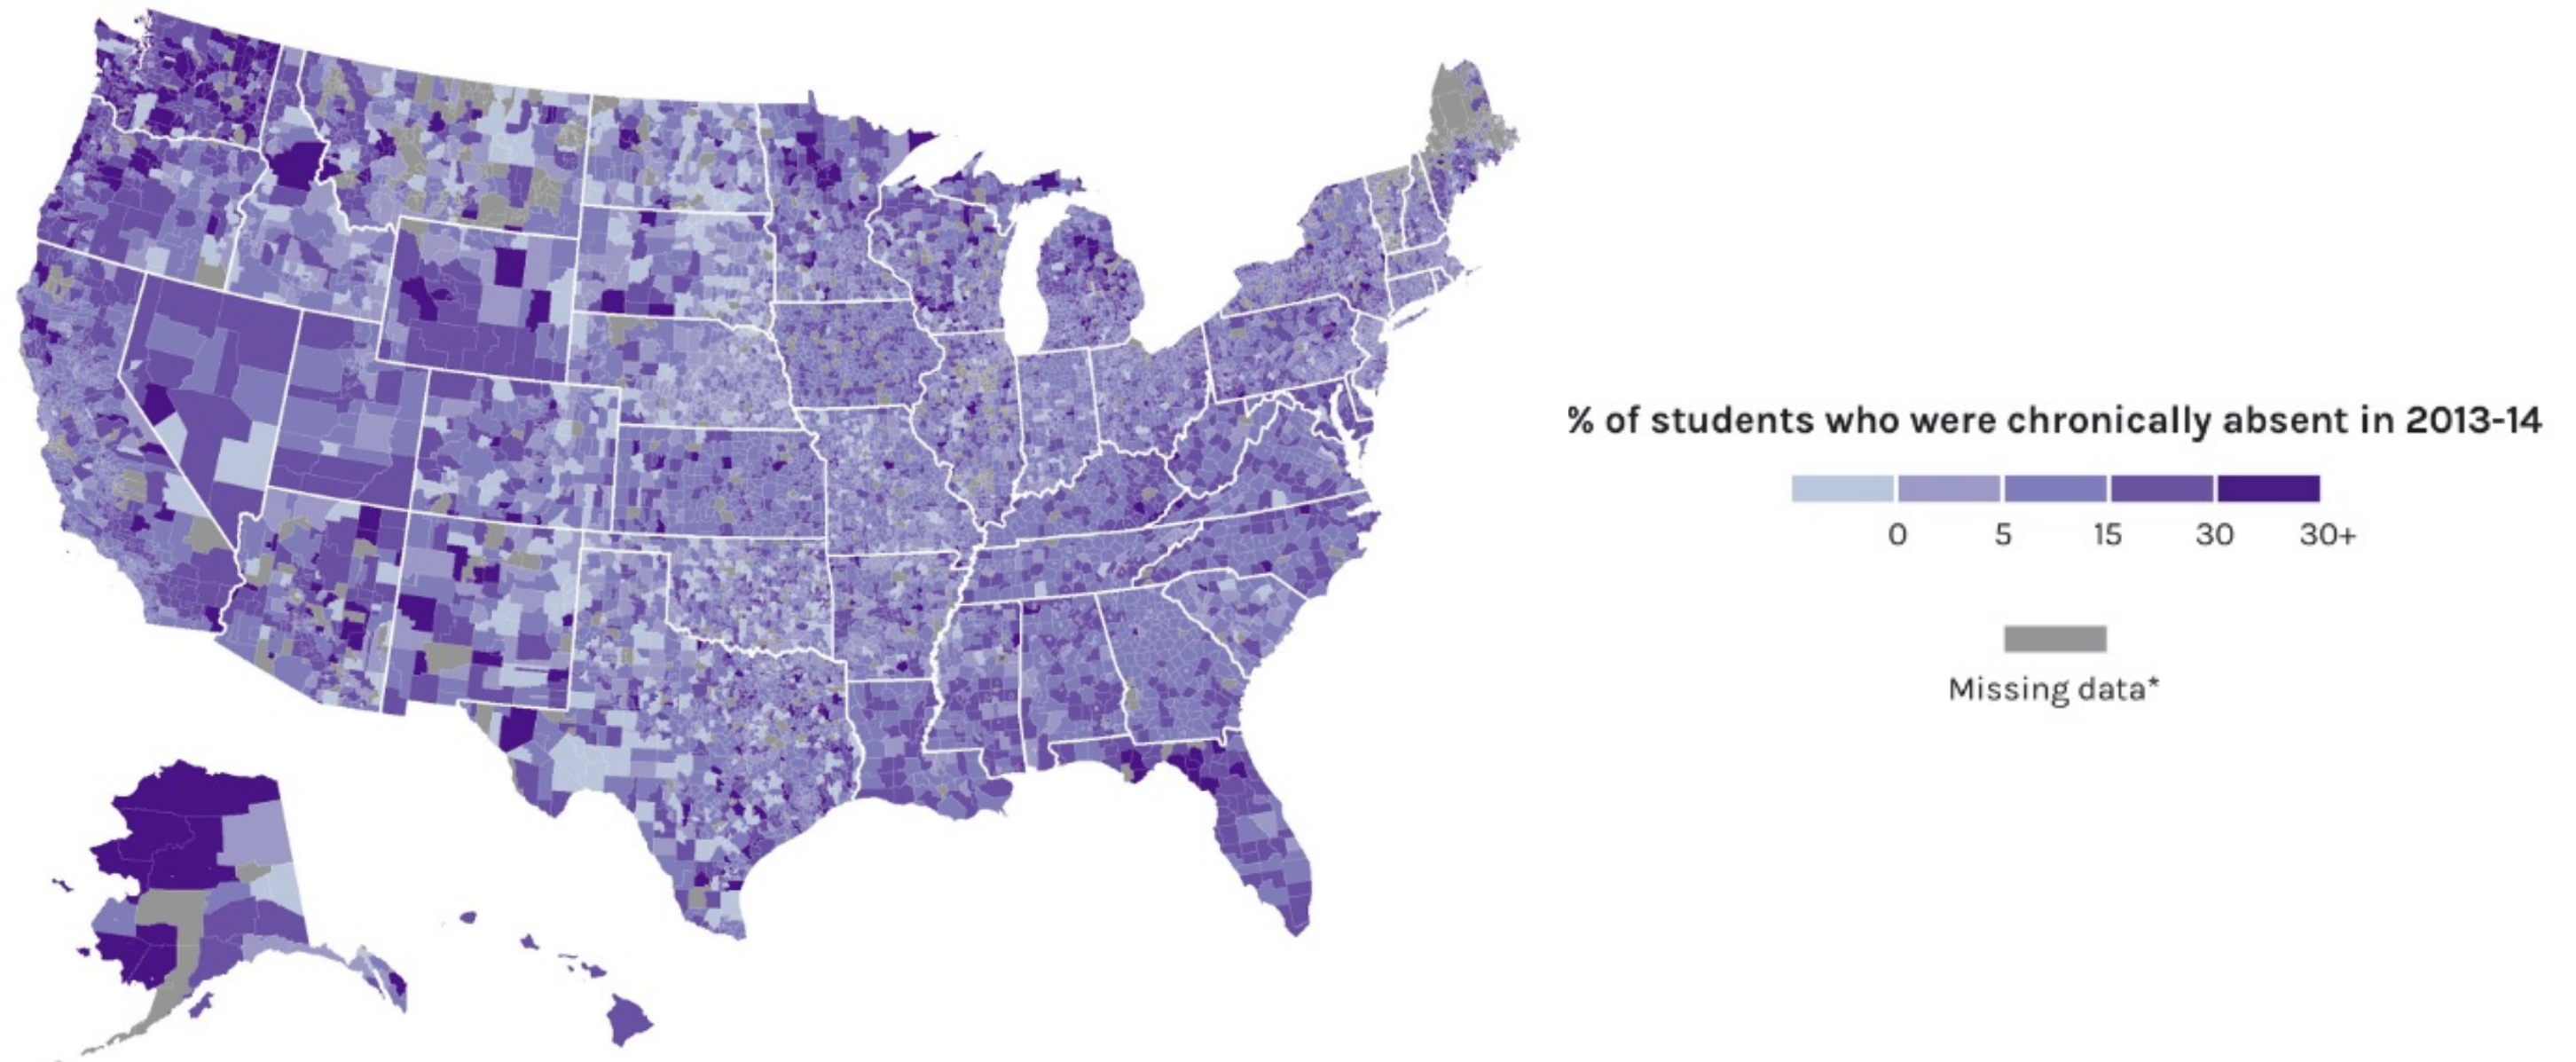 % of students who were chronically absent in 2013-14
0 5 15 30 30+
Missing data*